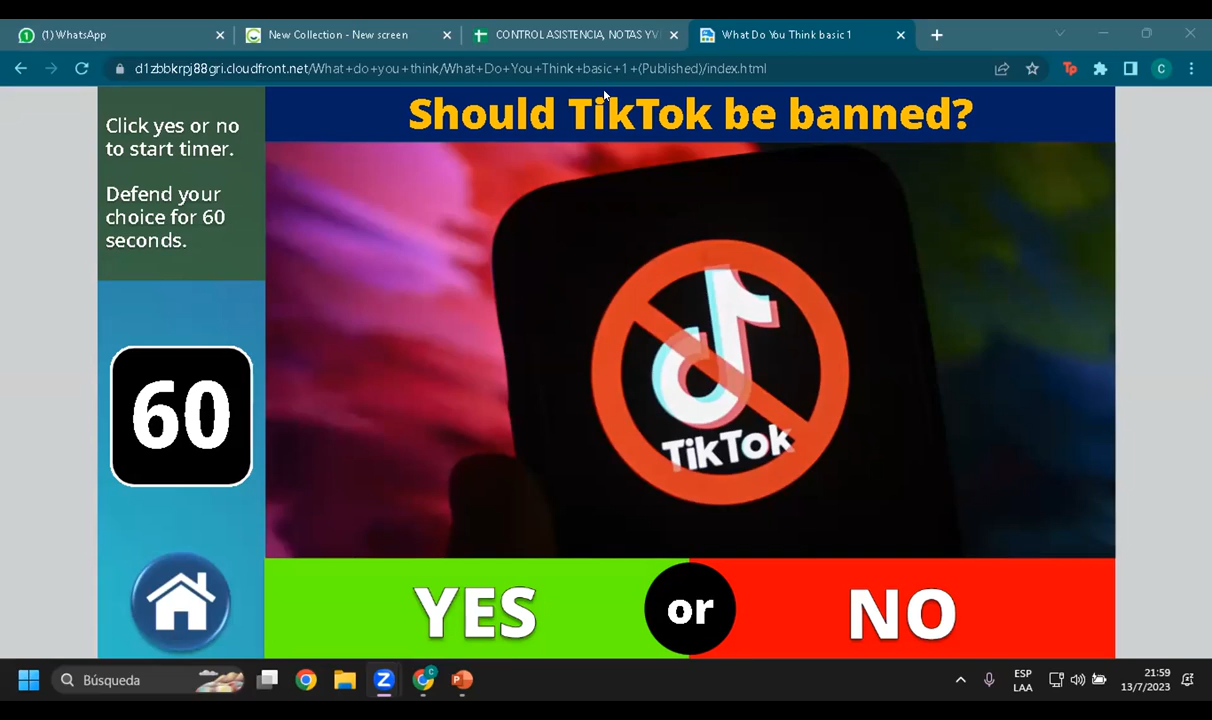 (1) WhatsApp
New Collection - New screen
CONTROL ASISTENCIA, NOTAS Y VI
What Do You Think basic 1
d1zbbkrpj88gri.cloudfront.net/What+do+you+think/What+Do+You+Think+basic+1+(Published)/index.html
Tp
C
Click yes or no
to start timer.
Defend your
choice for 60
seconds.
Should TikTok be banned?
60
TikTok
YES
or
NO
Búsqueda
ESP
LAA
21:59
13/7/2023